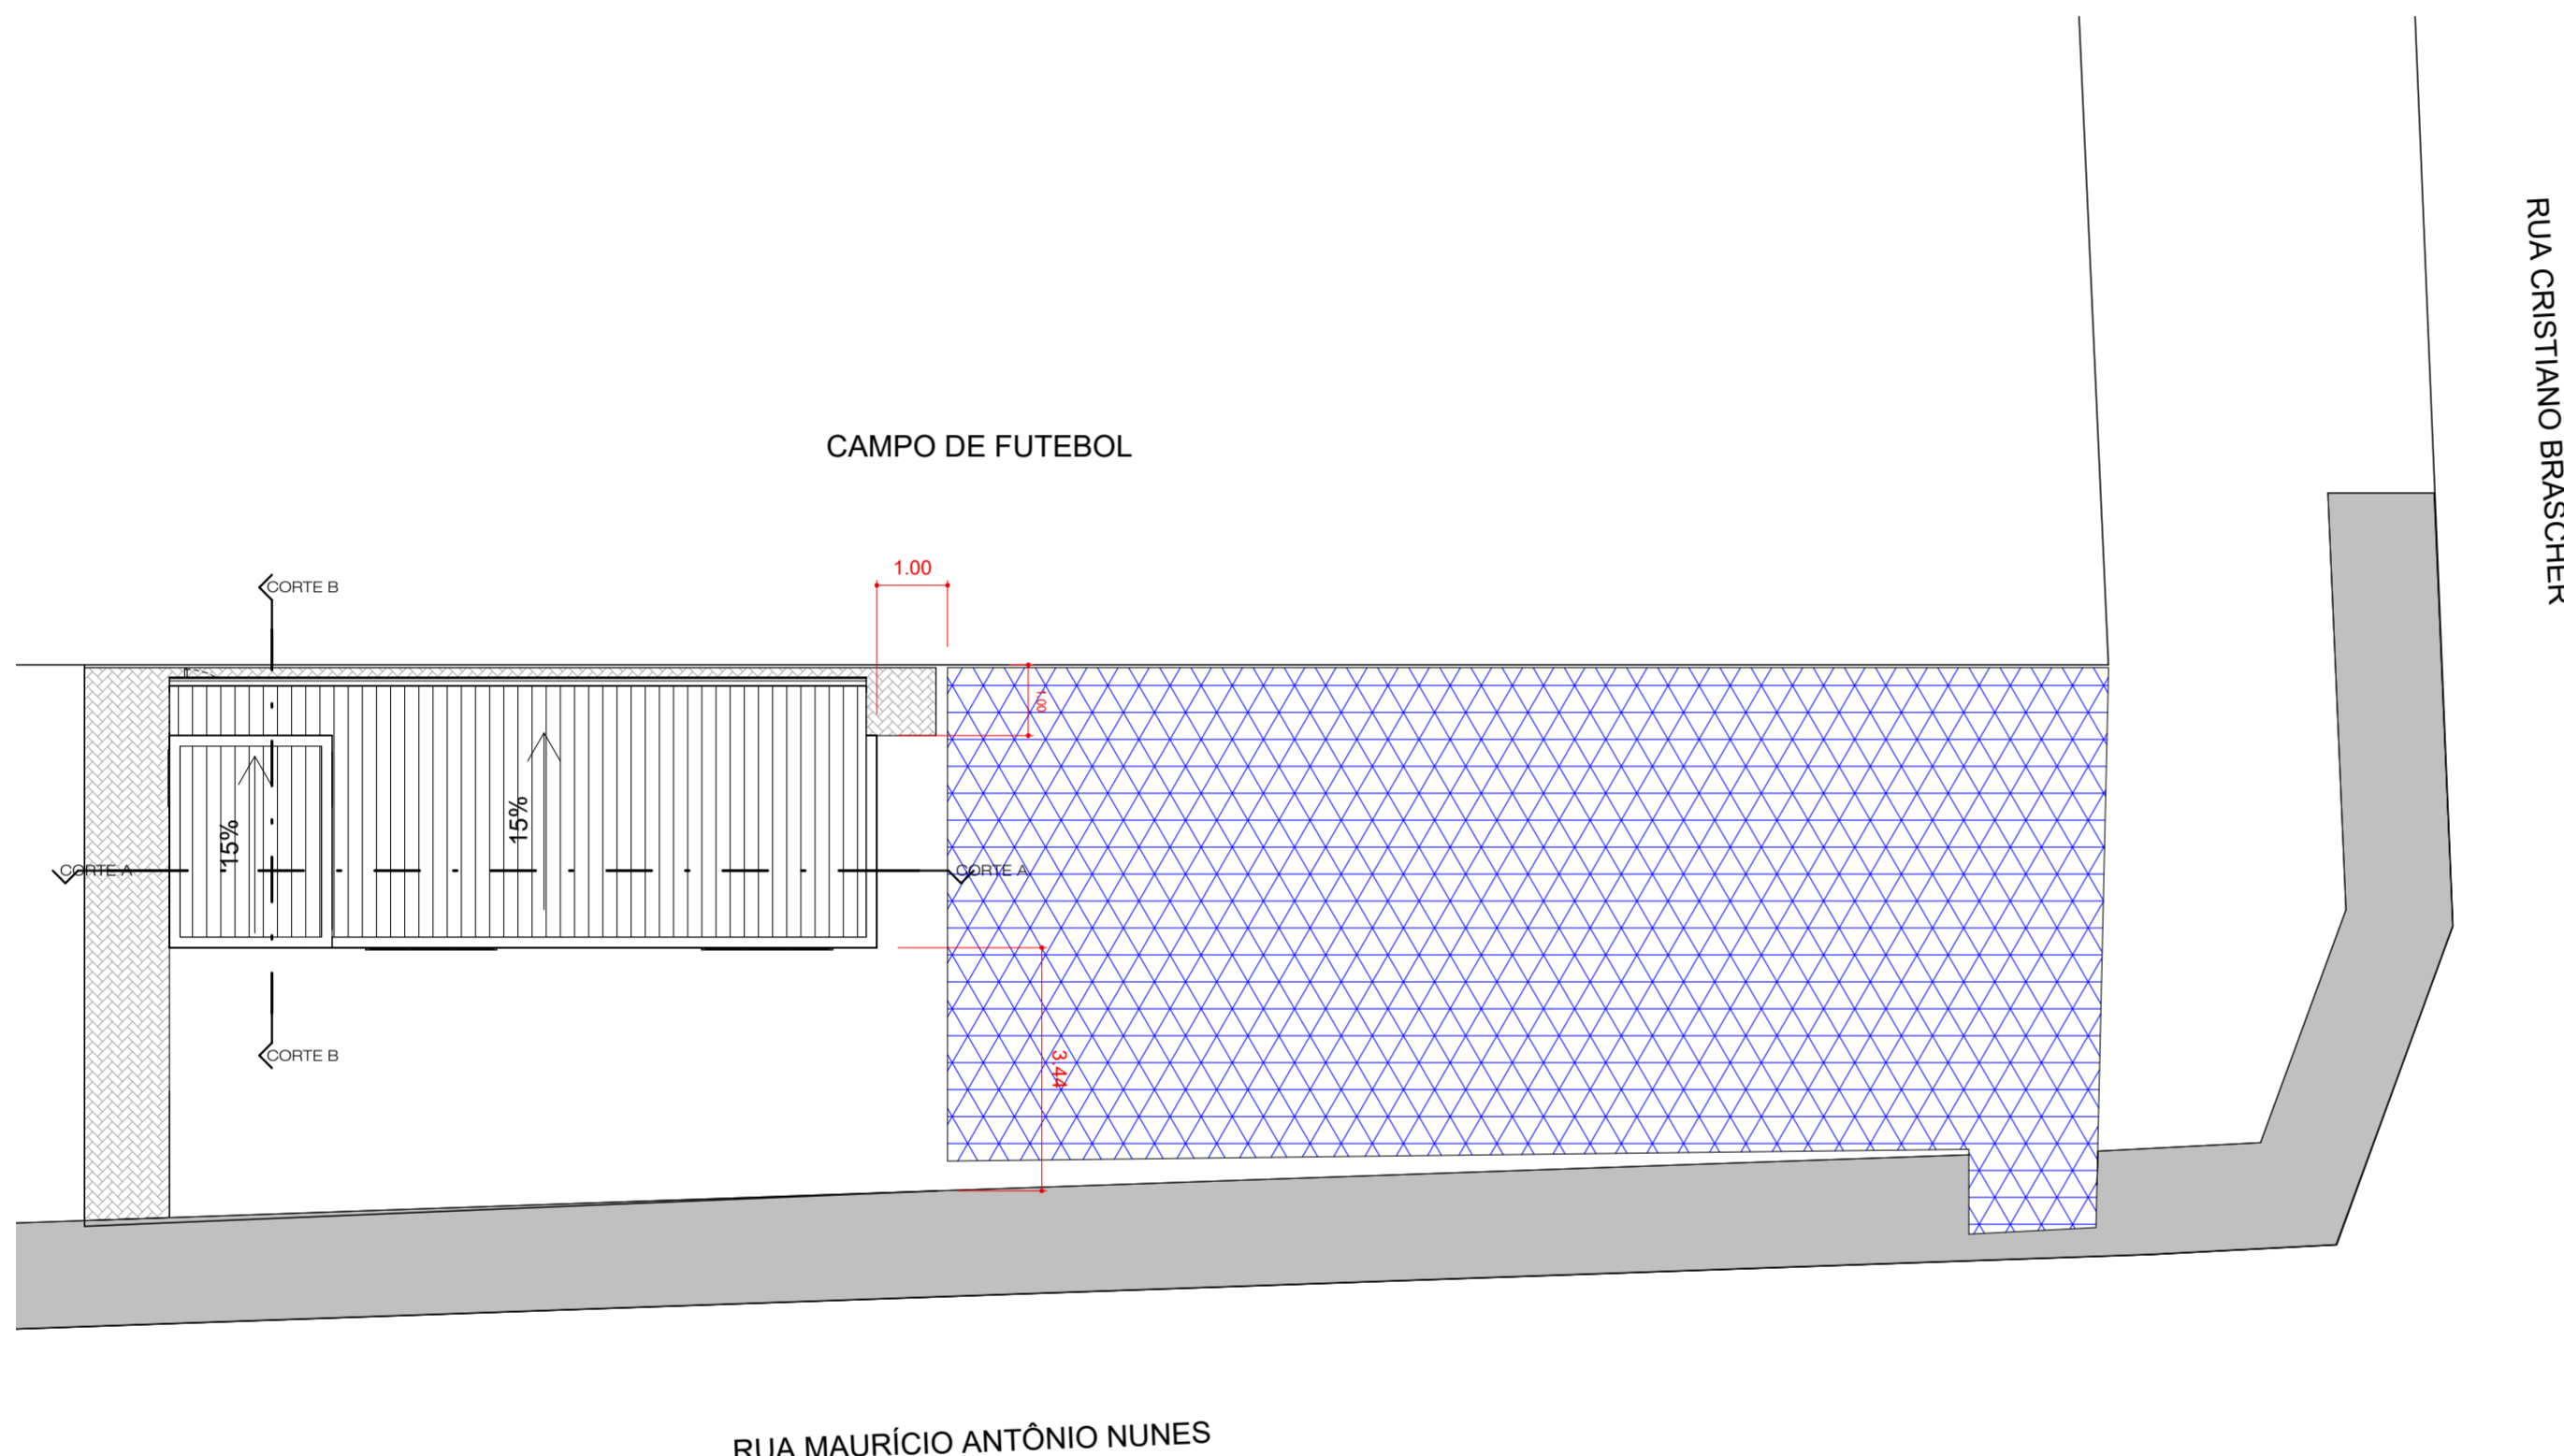 RUA CRISTIANO BRASCHER
CAMPO DE FUTEBOL
1.00
CORTE B
1.00
15%
15%
CORTE A
CORTE A
3.44
CORTE B
RUA MAURÍCIO ANTÔNIO NUNES